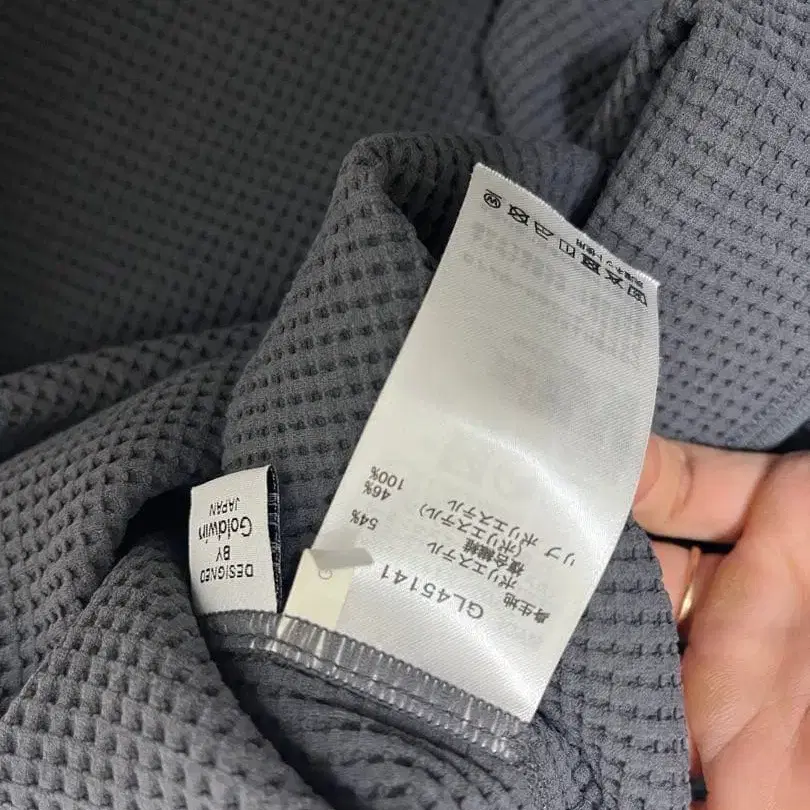 DESIGNED
BY
Goldwin
JAPAN
GL45141
身生地
ポリエステル 54%
複合繊維
(ポリエステル) 46%
リブ ポリエステル 100%